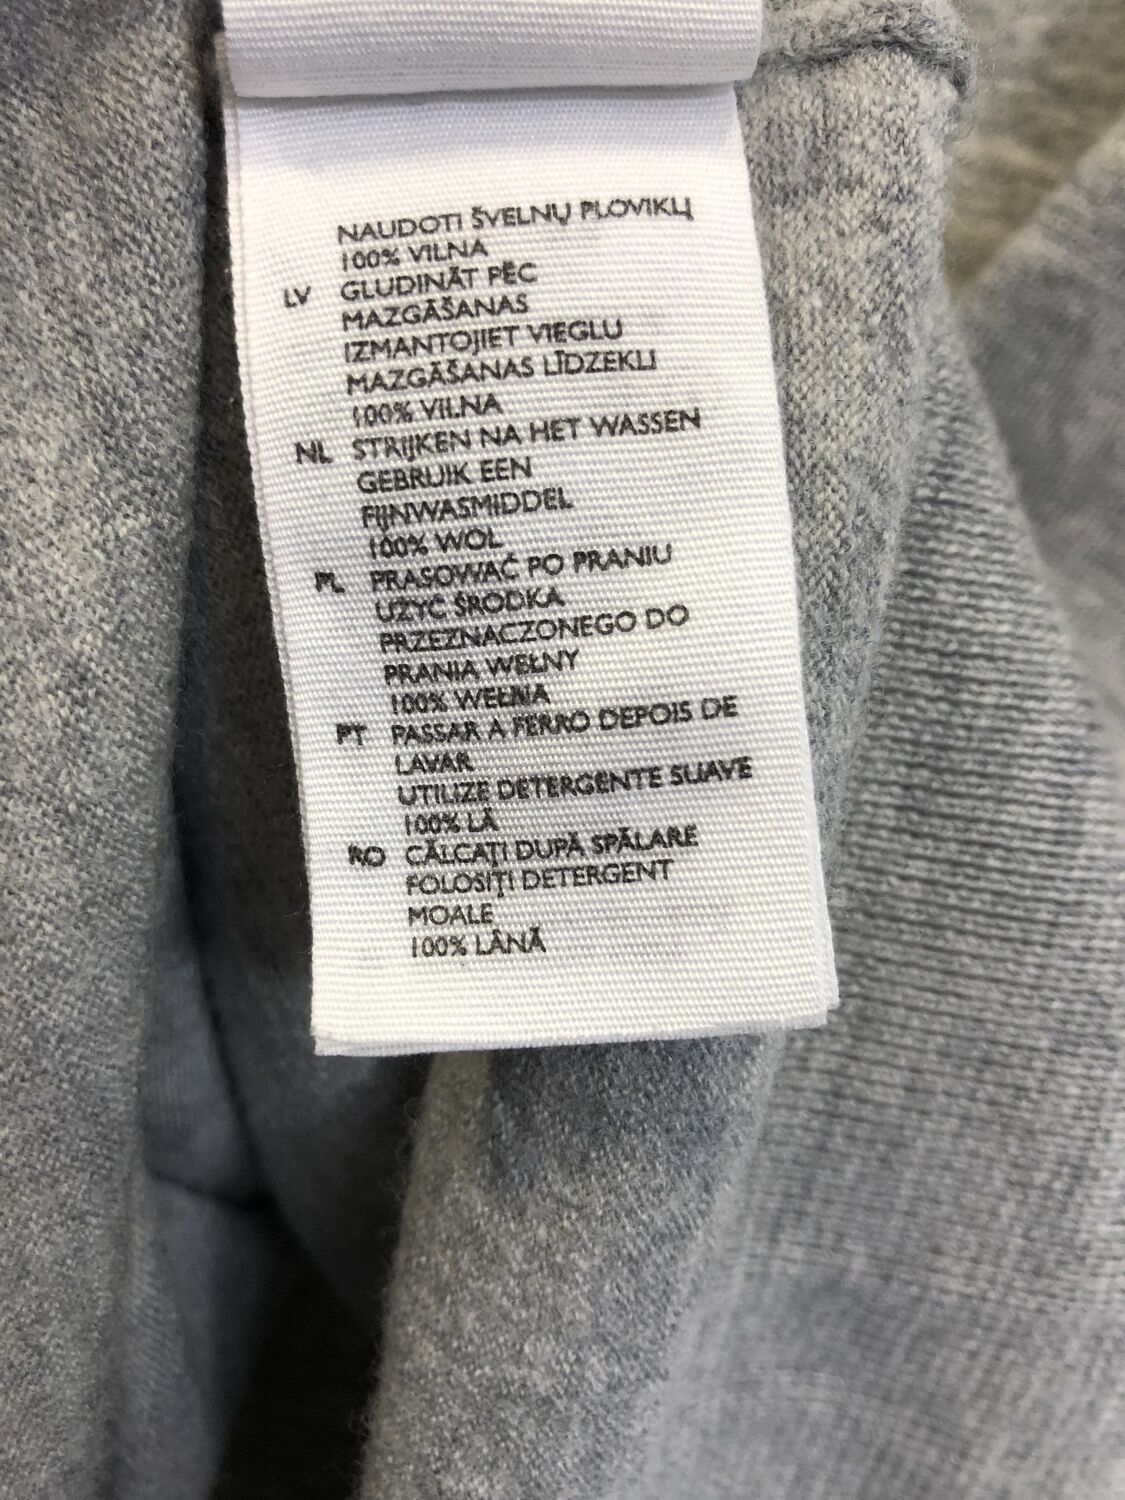 NAUDOTI ŠVELNŲ PLOVIKLĮ
100% VILNA
LV GLUDINĀT PĒC
MAZGĀŠANAS
IZMANTOJIET VIEGLU
MAZGĀŠANAS LĪDZEKLI
100% VILNA
NL STRIJKEN NA HET WASSEN
GEBRUIK EEN
FIJNWASMIDDEL
100% WOL
PL PRASOWAĆ PO PRANIU
UŻYĆ ŚRODKA
PRZEZNACZONEGO DO
PRANIA WEŁNY
100% WEŁNA
PT PASSAR A FERRO DEPOIS DE
LAVAR
UTILIZE DETERGENTE SUAVE
100% LÃ
RO CĂLCAȚI DUPĂ SPĂLARE
FOLOSIȚI DETERGENT
MOALE
100% LÂNĂ